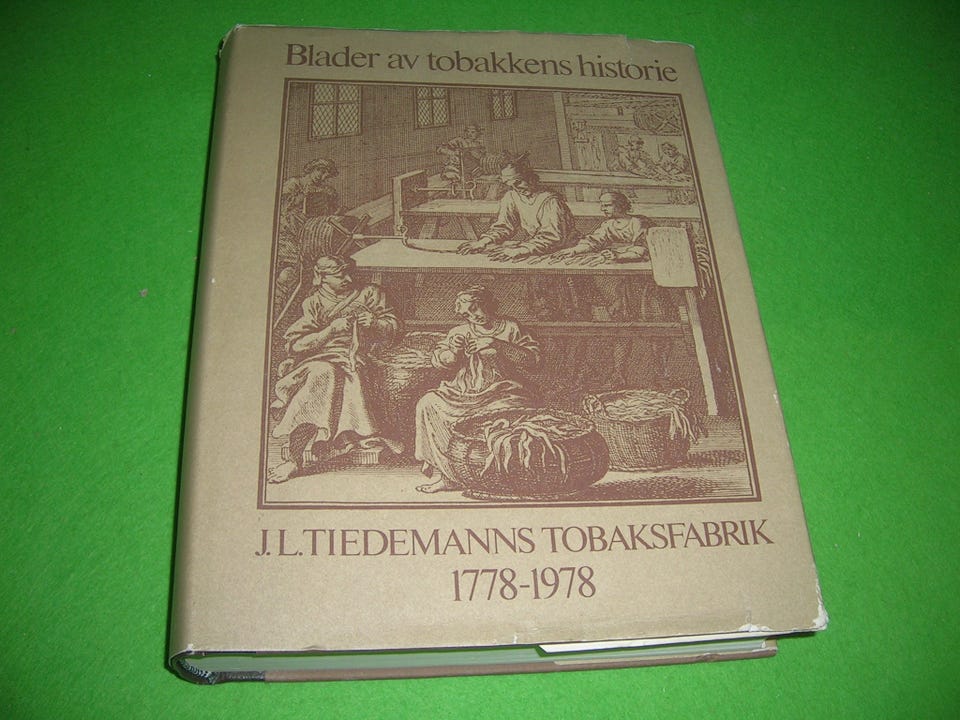 Blader av tobakkens historie
J. L. TIEDEMANNS TOBAKSFABRIK
1778-1978